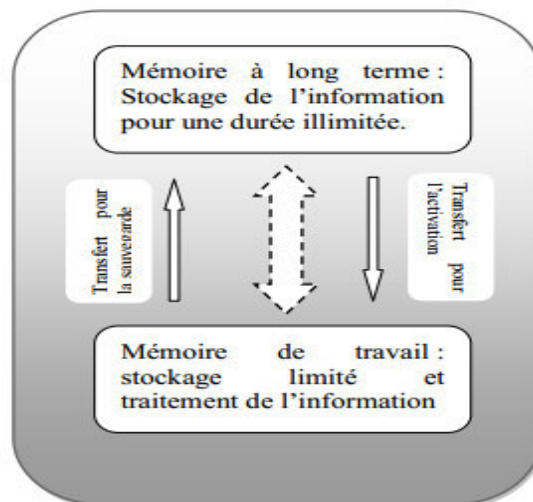 Mémoire à long terme :
Stockage de l'information
pour une durée illimitée.
Transfert pour
la sauvegarde
Transfert pour
l'activation
Mémoire de travail :
stockage limité et
traitement de l'information